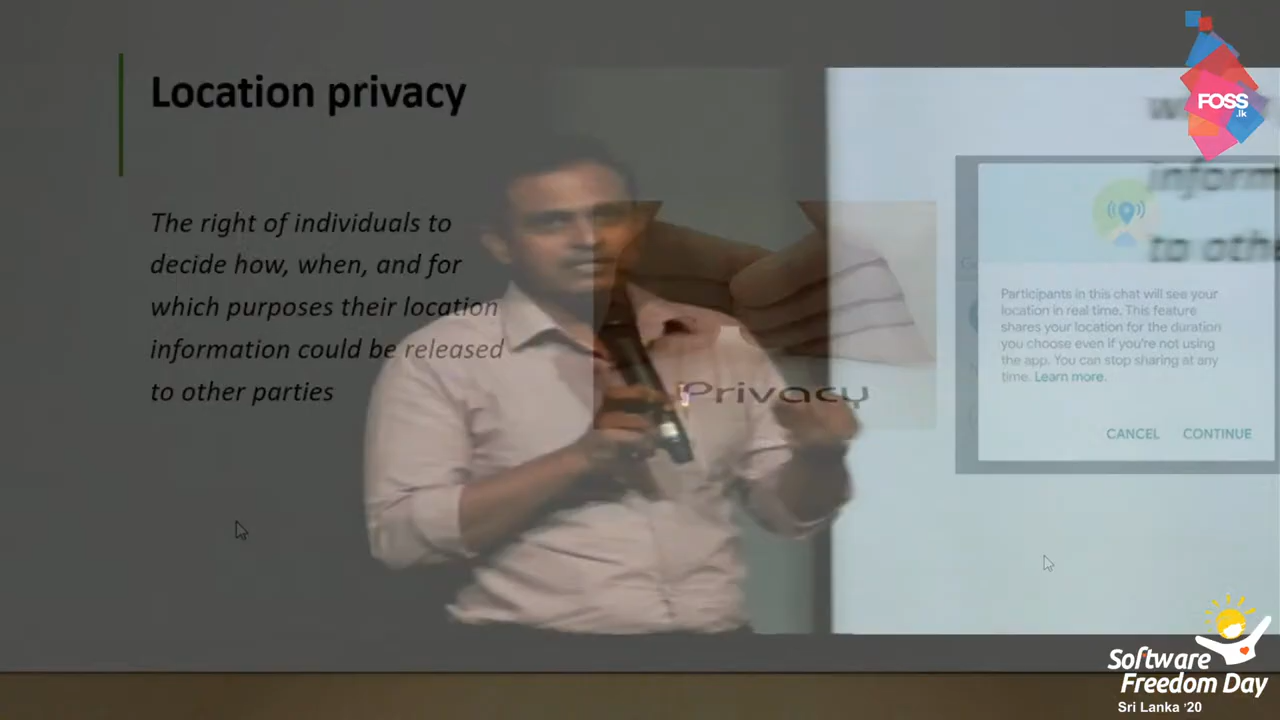 Location privacy
The right of individuals to
decide how, when, and for
which purposes their location
information could be released
to other parties
Privacy
FOSS
.lk
to
Participants in this chat will see your
location in real time. This feature
shares your location for the duration
you choose even if you're not using
the app. You can stop sharing at any
time. Learn more.
CANCEL CONTINUE
Software
Freedom Day
Sri Lanka '20